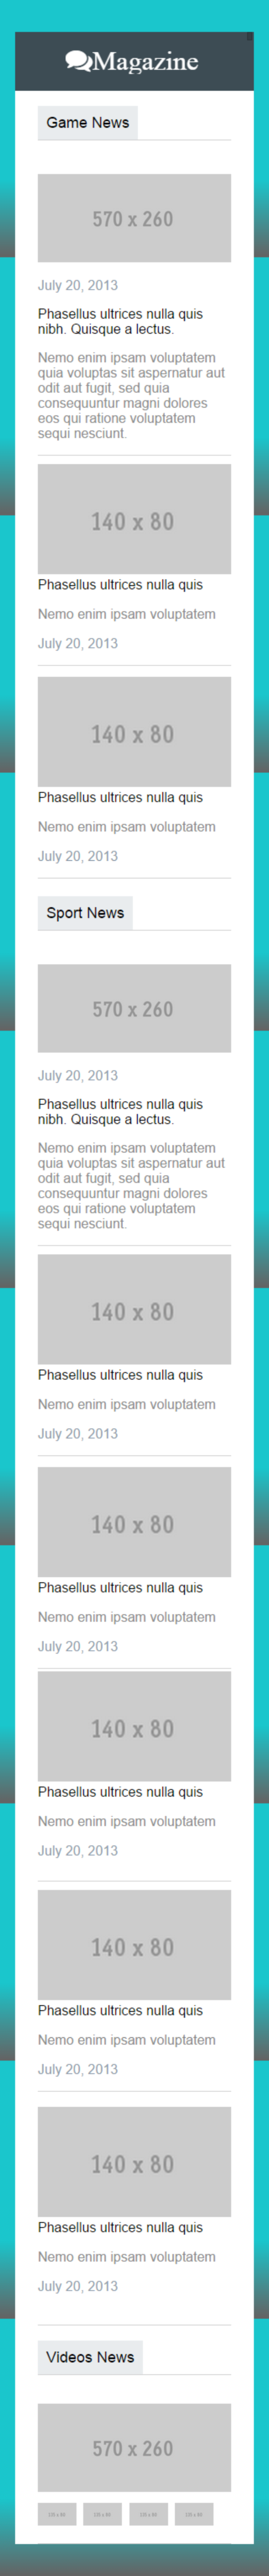 Magazine
Game News
570 x 260
July 20, 2013
Phasellus ultrices nulla quis
nibh. Quisque a lectus.
Nemo enim ipsam voluptatem
quia voluptas sit aspernatur aut
odit aut fugit, sed quia
consequuntur magni dolores
eos qui ratione voluptatem
sequi nesciunt.
140 x 80
Phasellus ultrices nulla quis
Nemo enim ipsam voluptatem
July 20, 2013
140 x 80
Phasellus ultrices nulla quis
Nemo enim ipsam voluptatem
July 20, 2013
Sport News
570 x 260
July 20, 2013
Phasellus ultrices nulla quis
nibh. Quisque a lectus.
Nemo enim ipsam voluptatem
quia voluptas sit aspernatur aut
odit aut fugit, sed quia
consequuntur magni dolores
eos qui ratione voluptatem
sequi nesciunt.
140 x 80
Phasellus ultrices nulla quis
Nemo enim ipsam voluptatem
July 20, 2013
140 x 80
Phasellus ultrices nulla quis
Nemo enim ipsam voluptatem
July 20, 2013
140 x 80
Phasellus ultrices nulla quis
Nemo enim ipsam voluptatem
July 20, 2013
140 x 80
Phasellus ultrices nulla quis
Nemo enim ipsam voluptatem
July 20, 2013
140 x 80
Phasellus ultrices nulla quis
Nemo enim ipsam voluptatem
July 20, 2013
Videos News
570 x 260